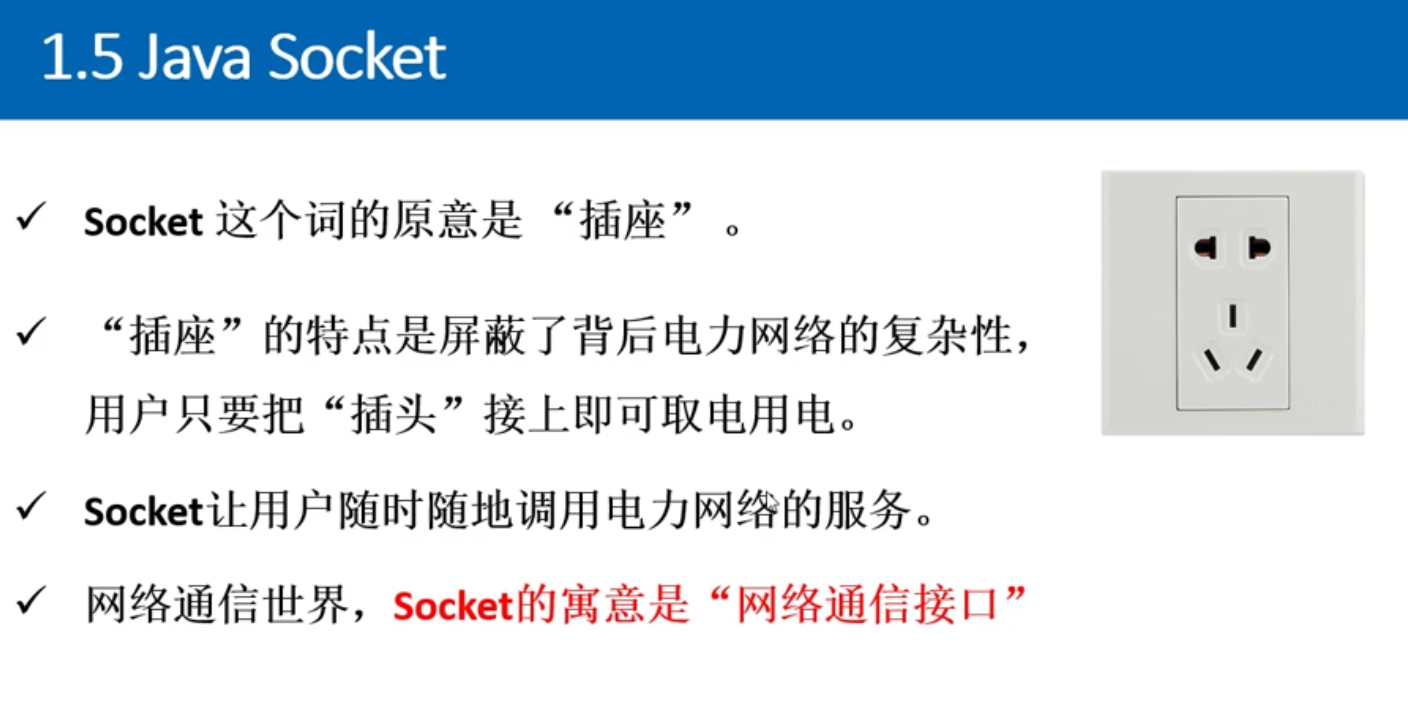 1.5 Java Socket
✓ Socket 这个词的原意是 “插座” 。
✓ “插座”的特点是屏蔽了背后电力网络的复杂性，
用户只要把“插头”接上即可取电用电。
✓ Socket让用户随时随地调用电力网络的服务。
✓ 网络通信世界，Socket的寓意是“网络通信接口”